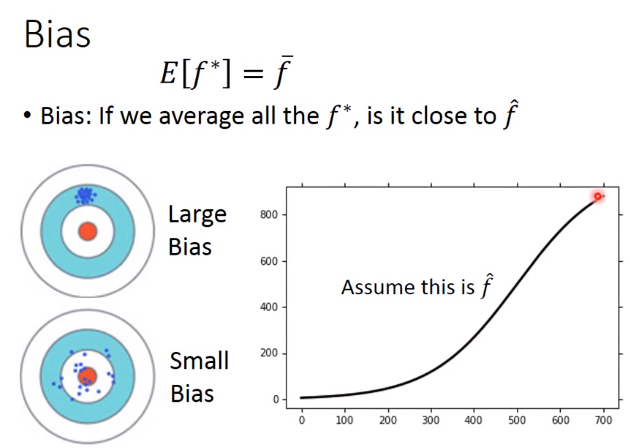 Bias
E[f*] = f̄
• Bias: If we average all the f*, is it close to f̂
Large
Bias
Small
Bias
Assume this is f̂
800
600
400
200
0
0 100 200 300 400 500 600 700